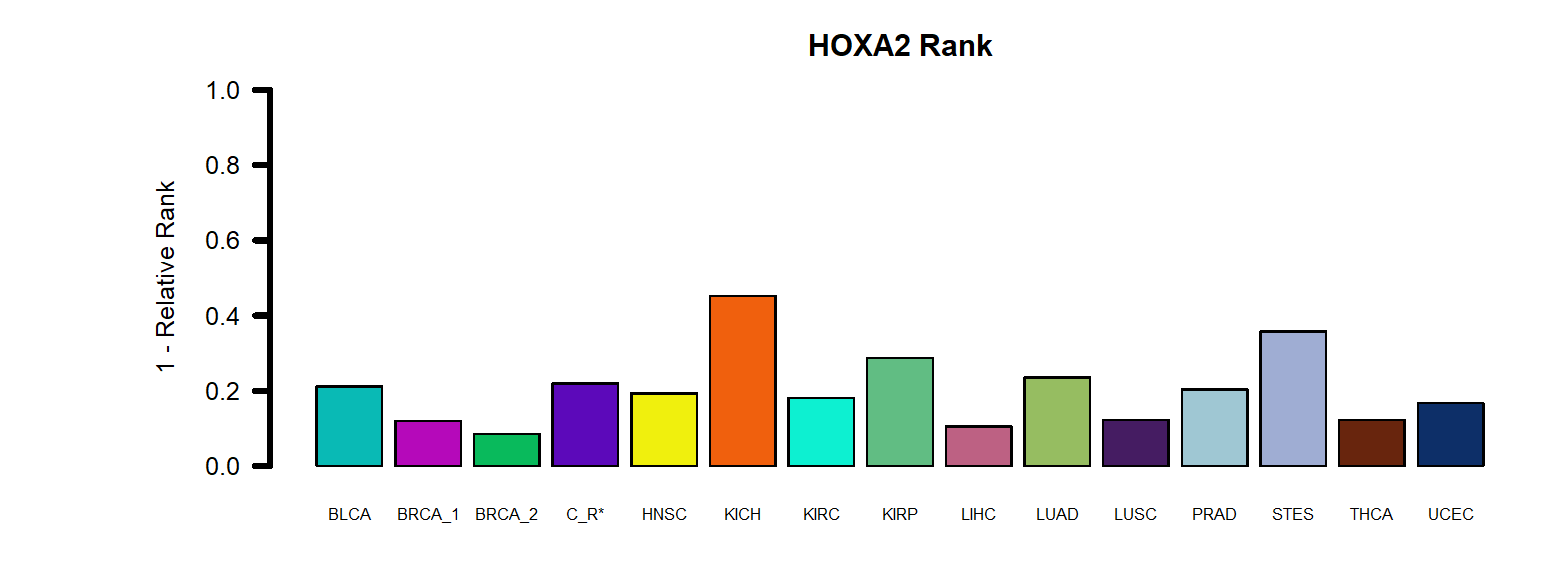 HOXA2 Rank
1 - Relative Rank
1.0
0.8
0.6
0.4
0.2
0.0
BLCA BRCA_1 BRCA_2 C_R* HNSC KICH KIRC KIRP LIHC LUAD LUSC PRAD STES THCA UCEC